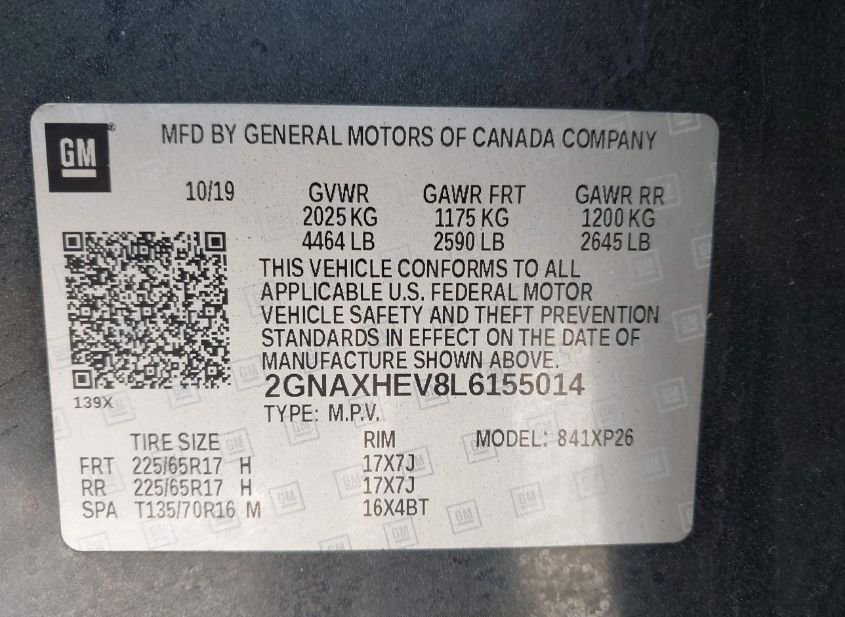 GM
MFD BY GENERAL MOTORS OF CANADA COMPANY
10/19 GVWR GAWR FRT GAWR RR
2025 KG 1175 KG 1200 KG
4464 LB 2590 LB 2645 LB
THIS VEHICLE CONFORMS TO ALL
APPLICABLE U.S. FEDERAL MOTOR
VEHICLE SAFETY AND THEFT PREVENTION
STANDARDS IN EFFECT ON THE DATE OF
MANUFACTURE SHOWN ABOVE.
139X
2GNAXHEV8L6155014
TYPE: M.P.V.
TIRE SIZE RIM MODEL: 841XP26
FRT 225/65R17 H 17X7J
RR 225/65R17 H 17X7J
SPA T135/70R16 M 16X4BT